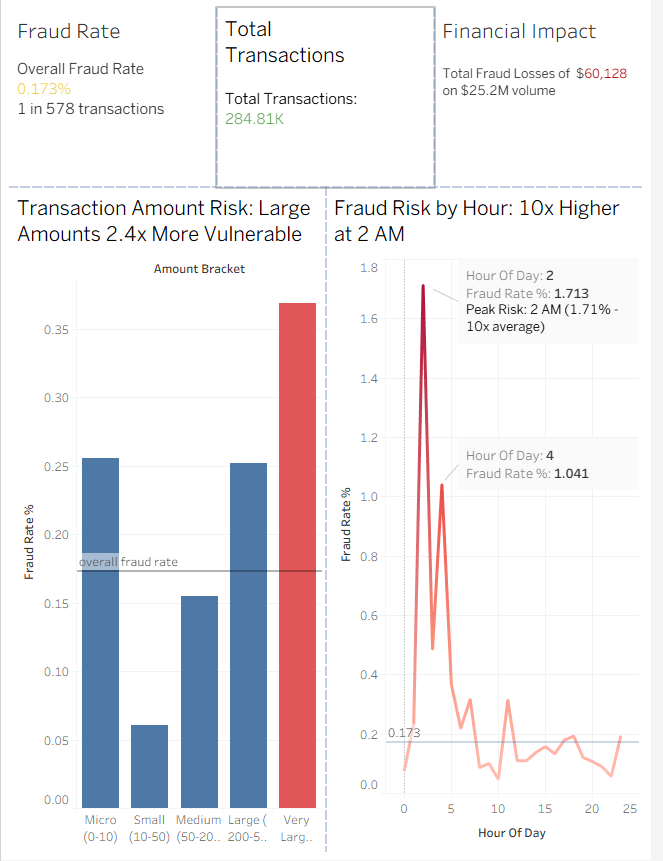 Fraud Rate
Overall Fraud Rate
0.173%
1 in 578 transactions
Total
Transactions
Total Transactions:
284.81K
Financial Impact
Total Fraud Losses of $60,128
on $25.2M volume
Transaction Amount Risk: Large
Amounts 2.4x More Vulnerable
Amount Bracket
Fraud Rate %
0.35
0.30
0.25
0.20
0.15
0.10
0.05
0.00
overall fraud rate
Micro
(0-10)
Small
(10-50)
Medium
(50-20..
Large (
200-5..
Very
Larg..
Fraud Risk by Hour: 10x Higher
at 2 AM
Fraud Rate %
1.8
1.6
1.4
1.2
1.0
0.8
0.6
0.4
0.2
0.0
Hour Of Day: 2
Fraud Rate %: 1.713
Peak Risk: 2 AM (1.71% -
10x average)
Hour Of Day: 4
Fraud Rate %: 1.041
0.173
0
5
10
15
20
25
Hour Of Day